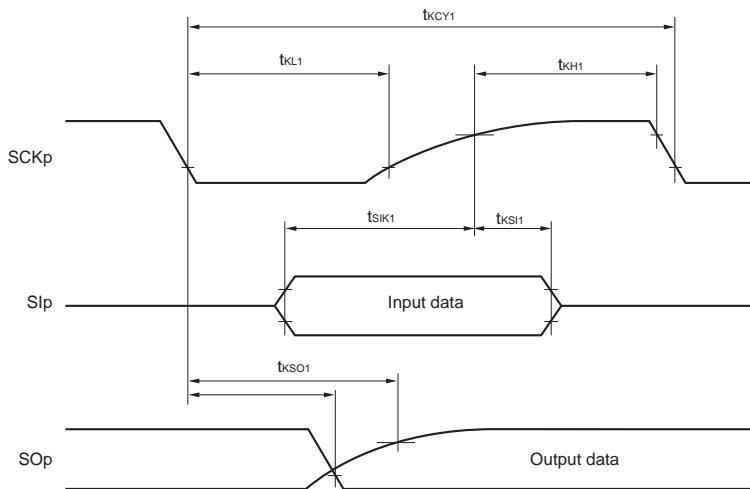 tKCY1
tKL1
tKH1
SCKp
tSIK1
tKSI1
SIp
Input data
tKSO1
SOp
Output data